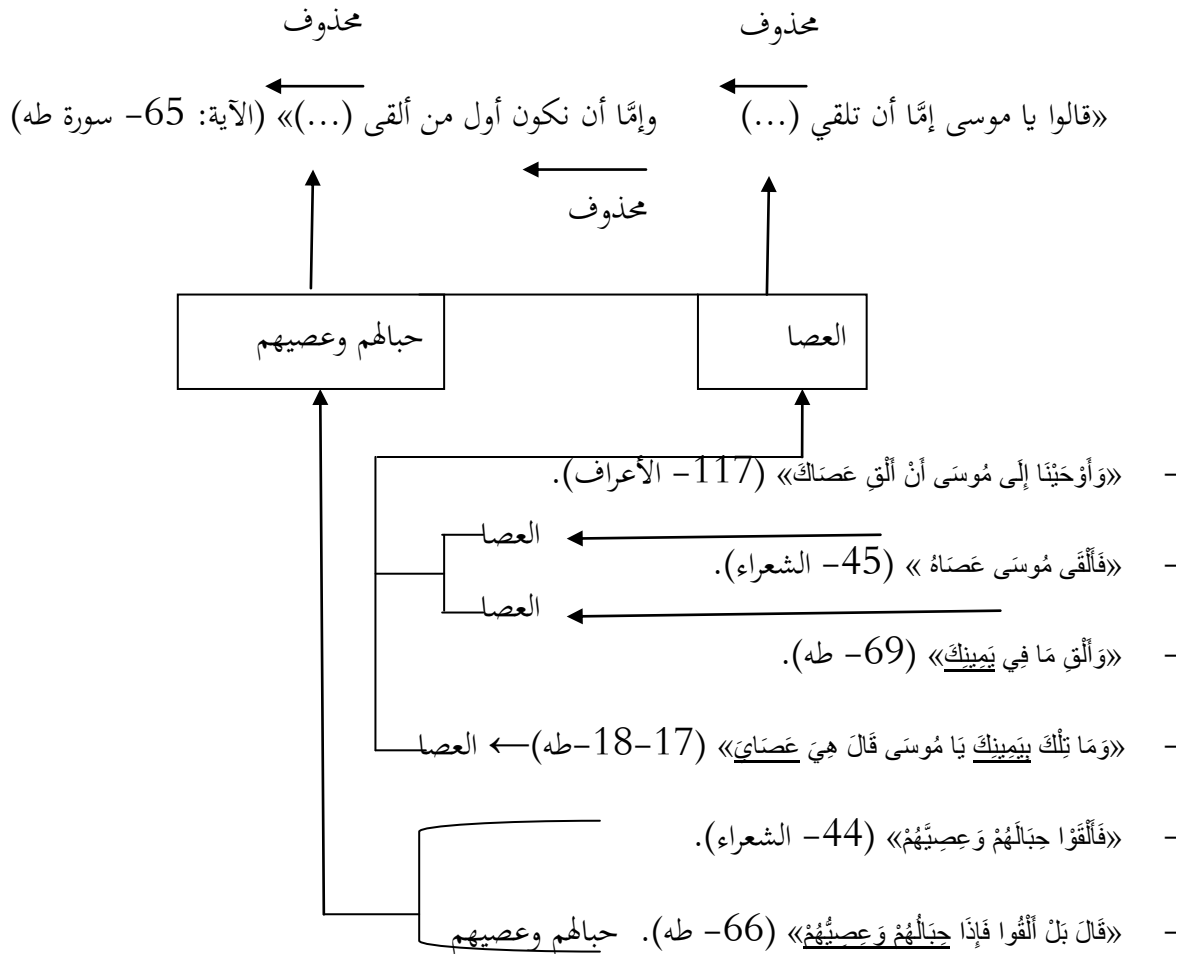 محذوف محذوف
«قالوا يا موسى إمَّا أن تلقي (...) وإمَّا أن نكون أول من ألقى (...)» (الآية: 65- سورة طه)
محذوف
العصا حبالهم وعصيهم
- «وَأَوْحَيْنَا إِلَى مُوسَى أَنْ أَلْقِ عَصَاكَ» (117- الأعراف).
العصا
- «فَأَلْقَى مُوسَى عَصَاهُ » (45- الشعراء).
العصا
- «وَأَلْقِ مَا فِي يَمِينِكَ» (69- طه).
- «وَمَا تِلْكَ بِيَمِينِكَ يَا مُوسَى قَالَ هِيَ عَصَايَ» (17-18-طه)← العصا
- «فَأَلْقَوْا حِبَالَهُمْ وَعِصِيَّهُمْ» (44- الشعراء).
- «قَالَ بَلْ أَلْقُوا فَإِذَا حِبَالُهُمْ وَعِصِيُّهُمْ» (66- طه). حبالهم وعصيهم